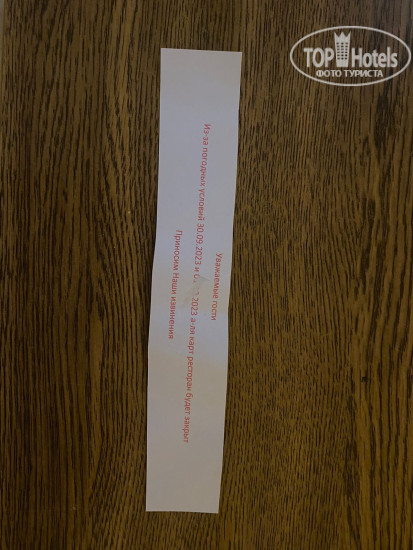 Уважаемые гости
Из-за погодных условий 30.09.2023 и 2023 а-ля карт ресторан будет закрыт
Приносим Наши извинения
TOP Hotels
ФОТО ТУРИСТА